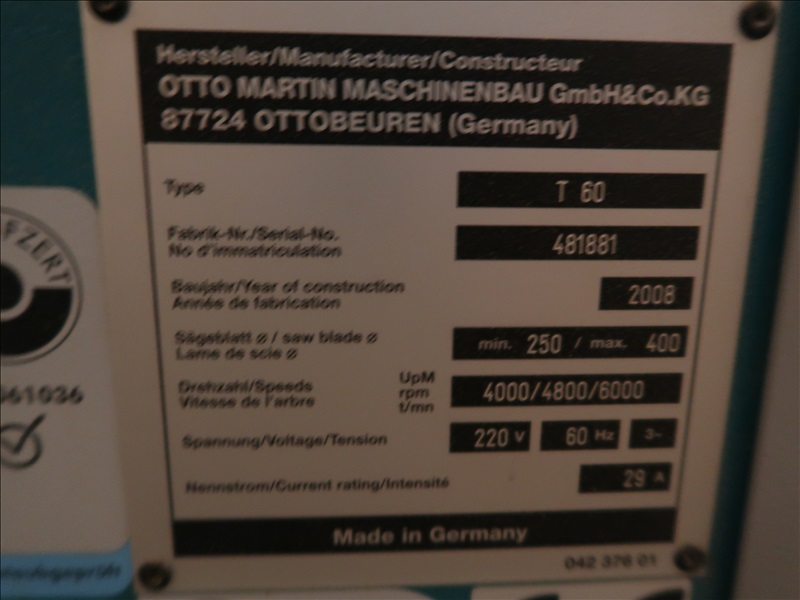 Hersteller/Manufacturer/Constructeur
OTTO MARTIN MASCHINENBAU GmbH&Co.KG
87724 OTTOBEUREN (Germany)
Type T 60
Fabrik-Nr./Serial-No.
No d'immatriculation 481881
Baujahr/Year of construction
Année de fabrication 2008
Sägeblatt ø / saw blade ø
Lame de scie ø min. 250 / max. 400
Drehzahl/Speeds UpM
Vitesse de l'arbre rpm 4000/4800/6000
t/mn
Spannung/Voltage/Tension 220 V 60 Hz 3~
Nennstrom/Current rating/Intensité 29 A
Made in Germany
042 376 01
ZERT
061036